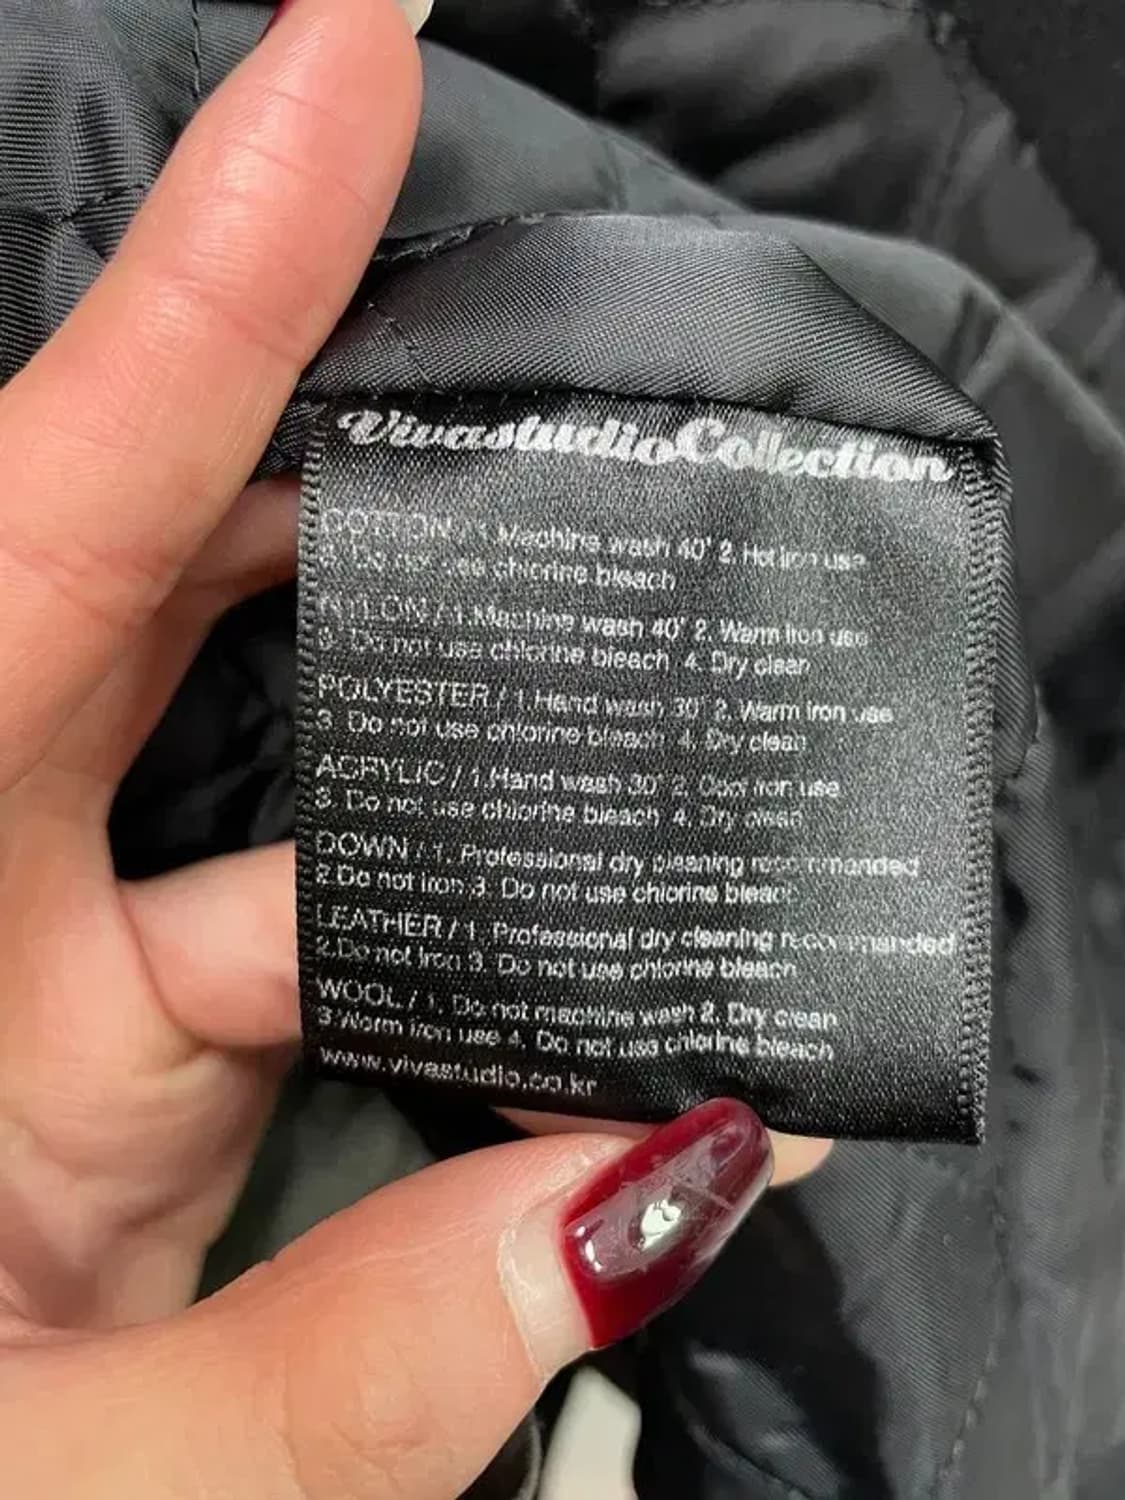 VivastudioCollection
COTTON / 1. Machine wash 40° 2. Hot iron use
3. Do not use chlorine bleach
NYLON / 1.Machine wash 40° 2. Warm iron use
3. Do not use chlorine bleach 4. Dry clean
POLYESTER / 1.Hand wash 30° 2. Warm iron use
3. Do not use chlorine bleach 4. Dry clean
ACRYLIC / 1.Hand wash 30° 2. Cool iron use
3. Do not use chlorine bleach 4. Dry clean
DOWN / 1. Professional dry cleaning recommended
2.Do not iron 3. Do not use chlorine bleach
LEATHER / 1. Professional dry cleaning recommended
2.Do not iron 3. Do not use chlorine bleach
WOOL / 1. Do not machine wash 2. Dry clean
3.Warm iron use 4. Do not use chlorine bleach
www.vivastudio.co.kr